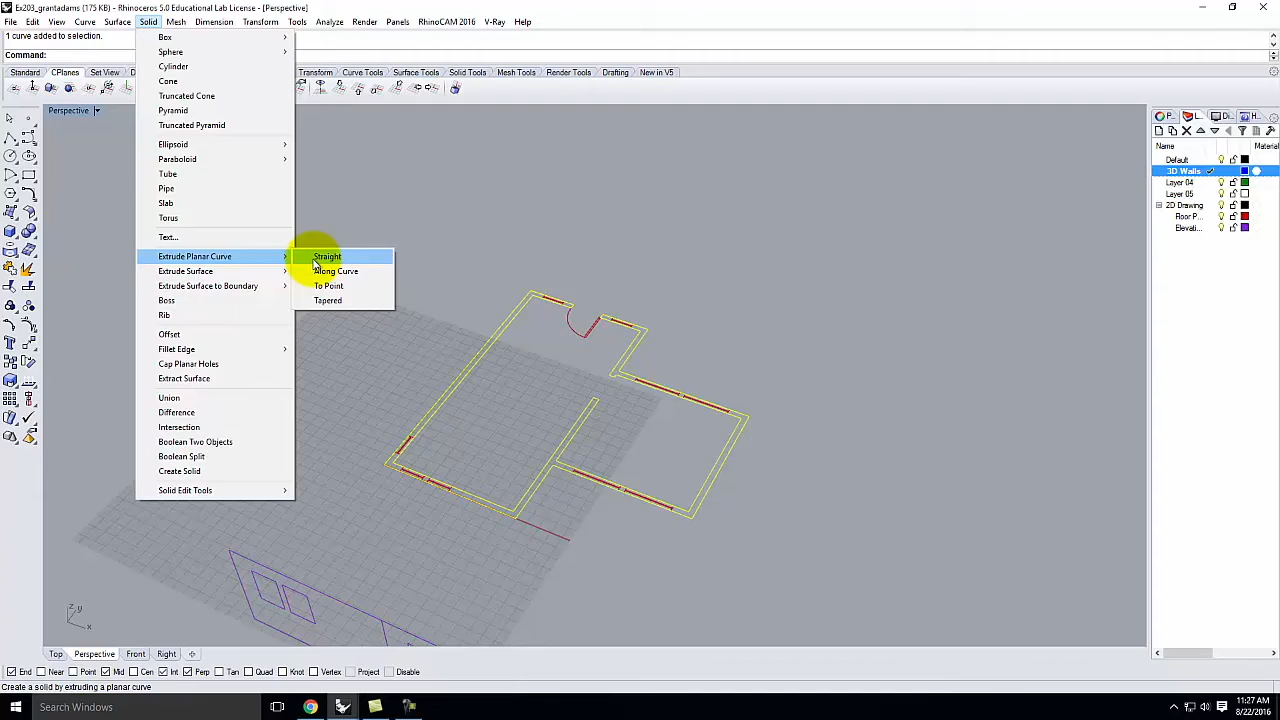 Ex203_grantadams (175 KB) - Rhinoceros 5.0 Educational Lab License - [Perspective]
File Edit View Curve Surface Solid Mesh Dimension Transform Tools Analyze Render Panels RhinoCAM 2016 V-Ray Help
1 curve added to selection.
Command:
Standard CPlanes Set View D Transform Curve Tools Surface Tools Solid Tools Mesh Tools Render Tools Drafting New in V5
Perspective
Box
Sphere
Cylinder
Cone
Truncated Cone
Pyramid
Truncated Pyramid
Ellipsoid
Paraboloid
Tube
Pipe
Slab
Torus
Text...
Extrude Planar Curve
Extrude Surface
Extrude Surface to Boundary
Boss
Rib
Offset
Fillet Edge
Cap Planar Holes
Extract Surface
Union
Difference
Intersection
Boolean Two Objects
Boolean Split
Create Solid
Solid Edit Tools
Straight
Along Curve
To Point
Tapered
P... L... Di... H...
Name Material
Default
3D Walls
Layer 04
Layer 05
2D Drawing
Floor P...
Elevati...
z y
x
Top Perspective Front Right
End Near Point Mid Cen Int Perp Tan Quad Knot Vertex Project Disable
Create a solid by extruding a planar curve
Search Windows
11:27 AM
8/22/2016